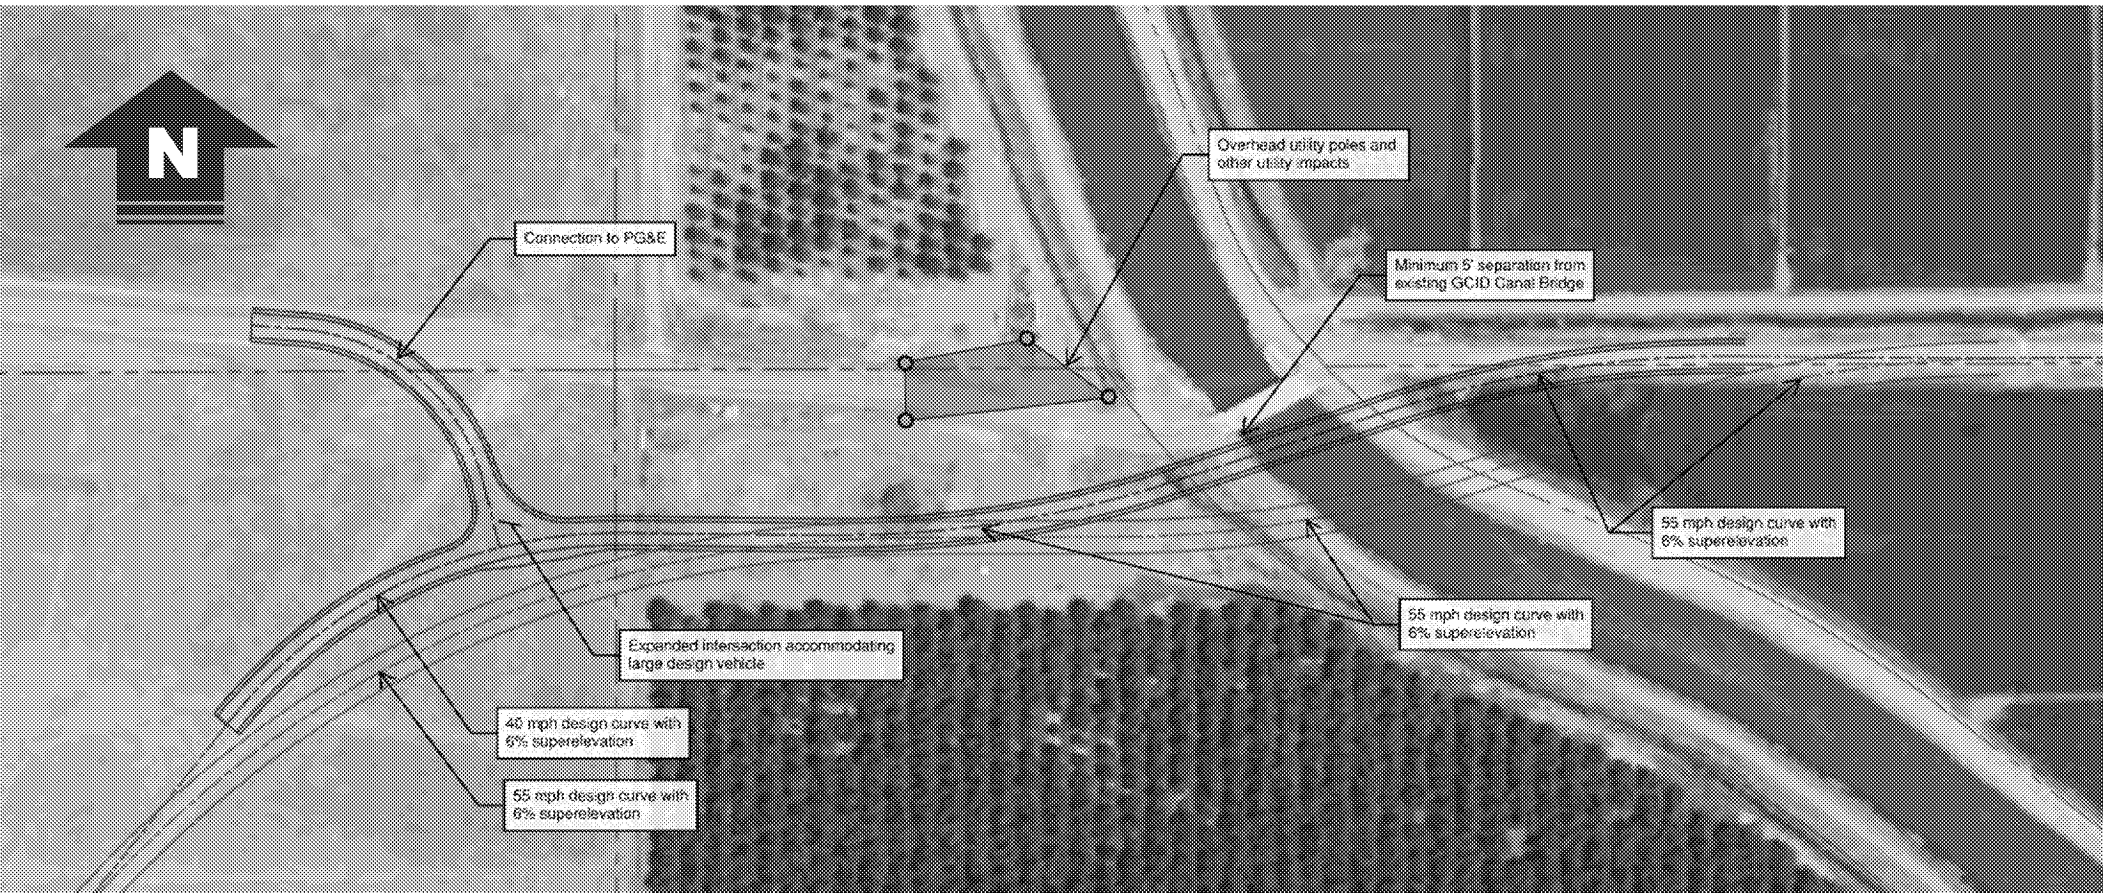 N
Overhead utility poles and
other utility impacts
Connection to PG&E
Minimum 5' separation from
existing GCID Canal Bridge
55 mph design curve with
6% superelevation
55 mph design curve with
6% superelevation
Expanded intersection accommodating
large design vehicle
40 mph design curve with
6% superelevation
55 mph design curve with
6% superelevation